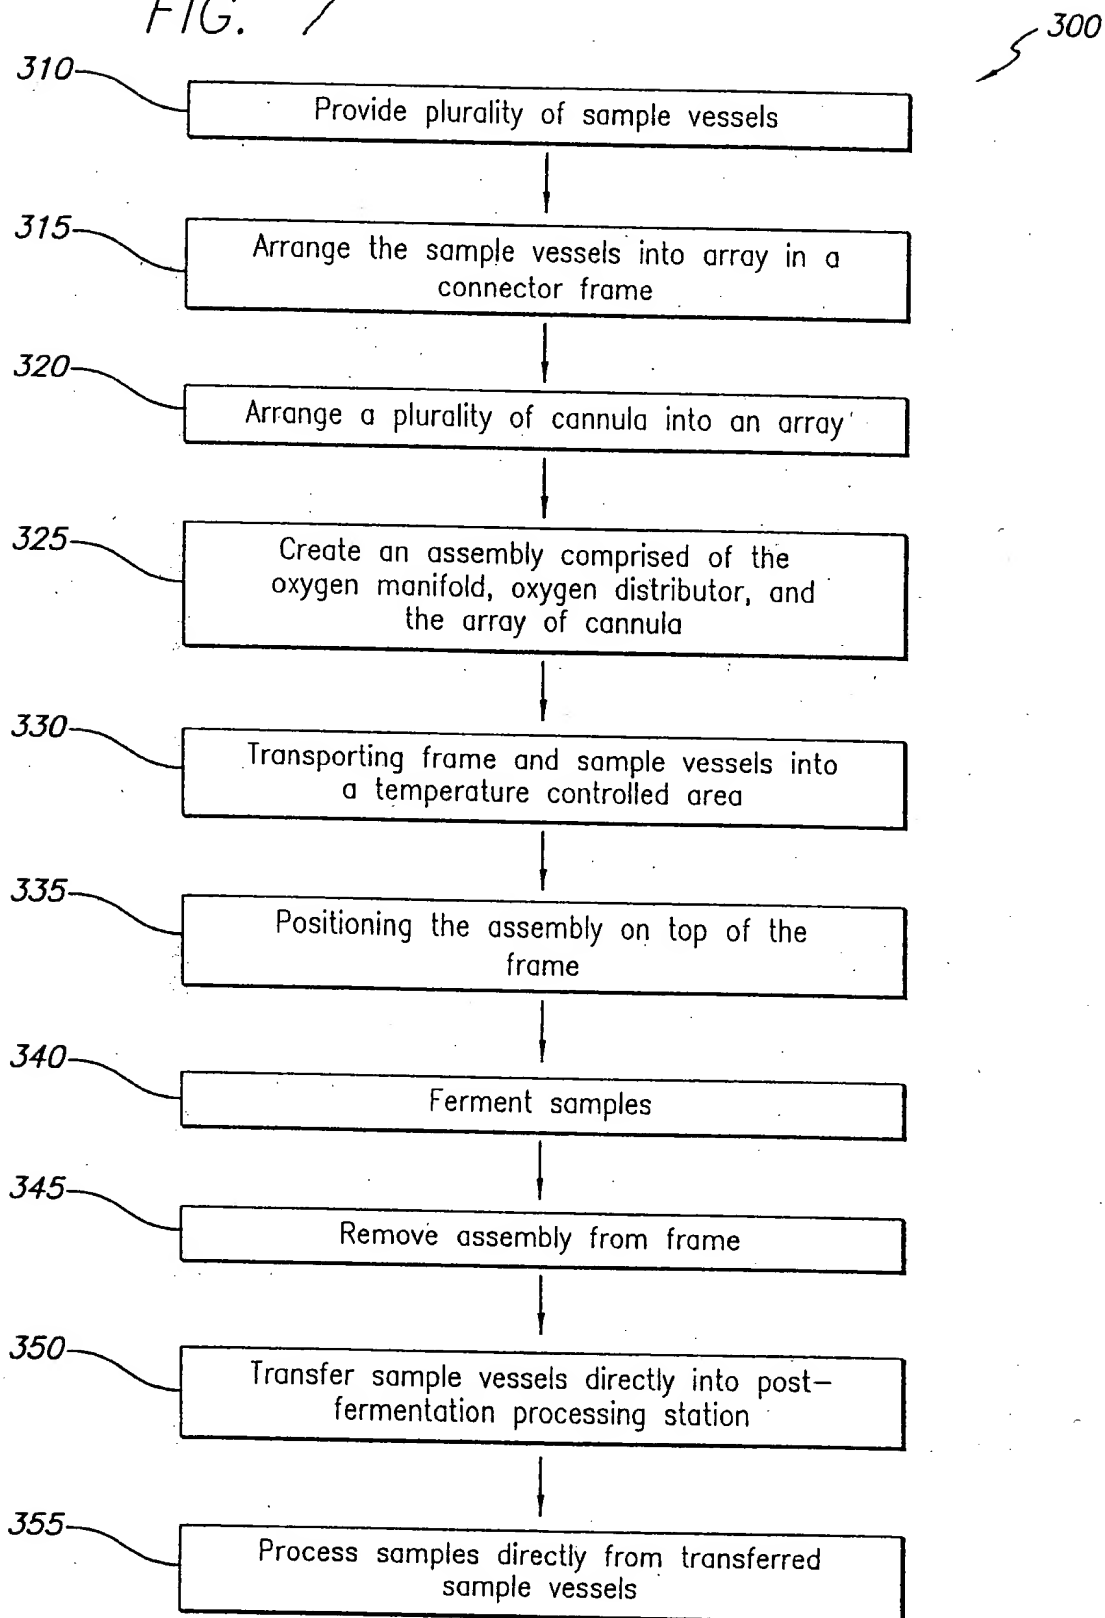 FIG. 7
300
310
Provide plurality of sample vessels
315
Arrange the sample vessels into array in a
connector frame
320
Arrange a plurality of cannula into an array
325
Create an assembly comprised of the
oxygen manifold, oxygen distributor, and
the array of cannula
330
Transporting frame and sample vessels into
a temperature controlled area
335
Positioning the assembly on top of the
frame
340
Ferment samples
345
Remove assembly from frame
350
Transfer sample vessels directly into post-
fermentation processing station
355
Process samples directly from transferred
sample vessels